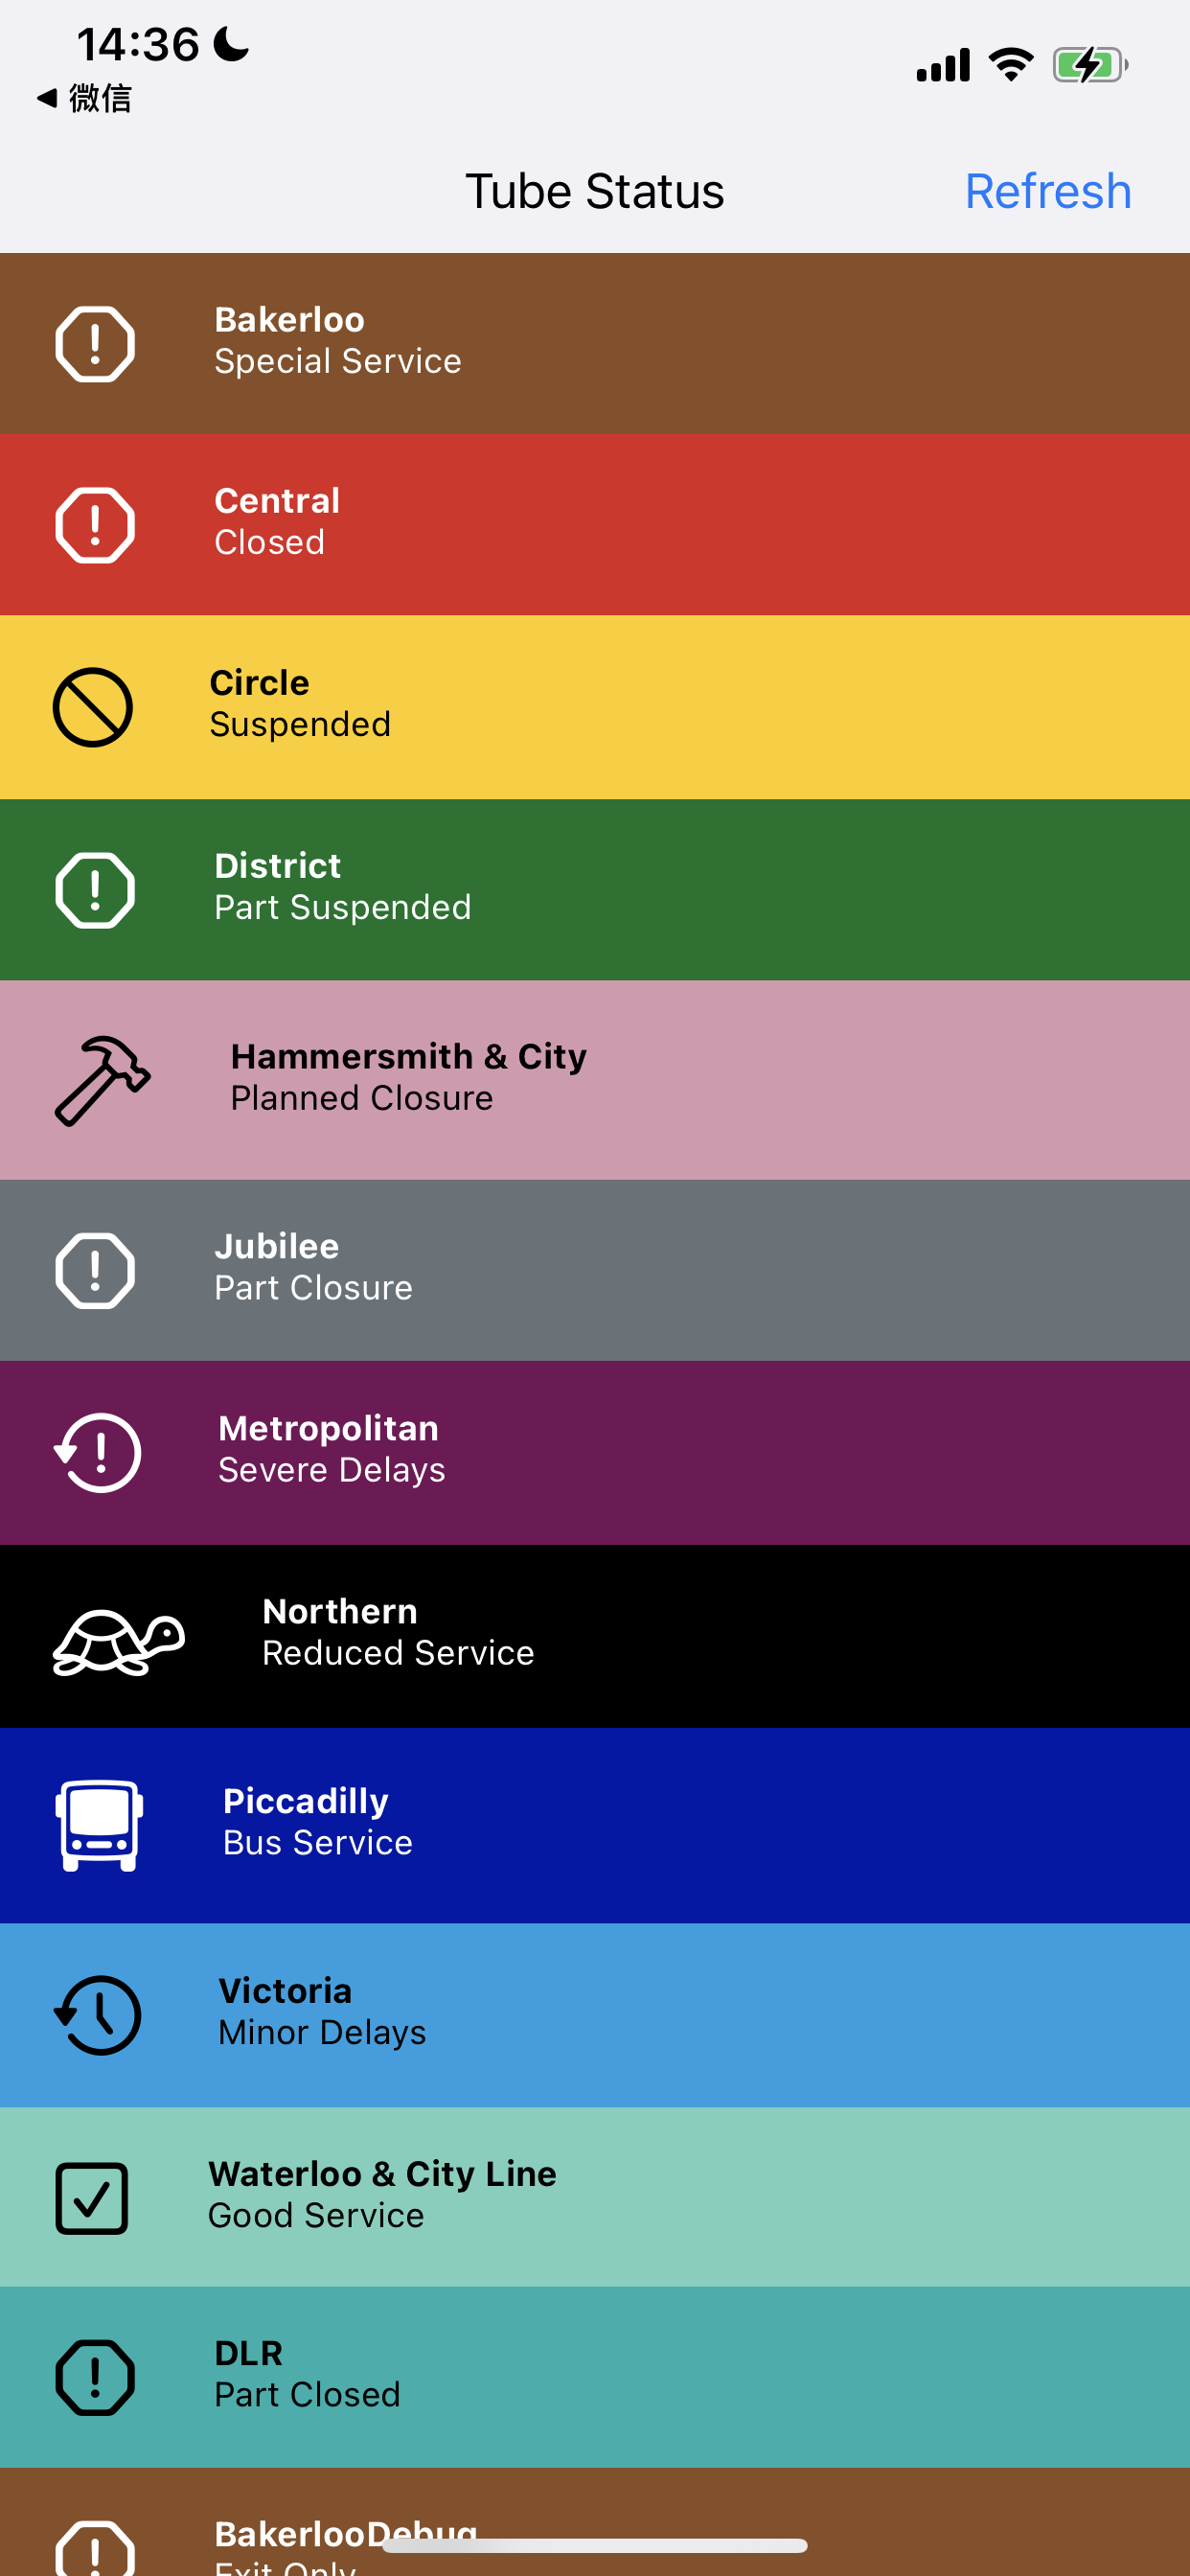 14:36
◀ 微信
Tube Status
Refresh
Bakerloo
Special Service
Central
Closed
Circle
Suspended
District
Part Suspended
Hammersmith & City
Planned Closure
Jubilee
Part Closure
Metropolitan
Severe Delays
Northern
Reduced Service
Piccadilly
Bus Service
Victoria
Minor Delays
Waterloo & City Line
Good Service
DLR
Part Closed
BakerlooDebug
Exit Only